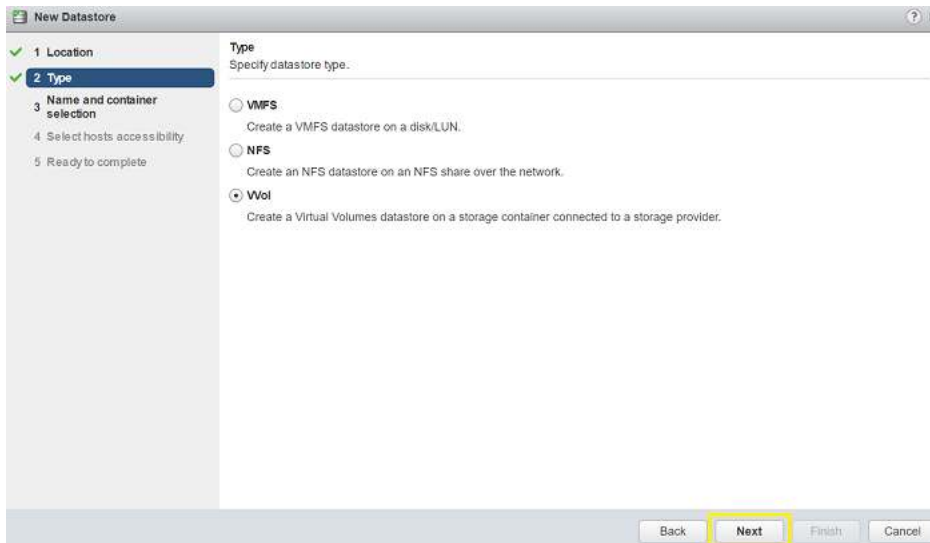 New Datastore
?
1 Location
2 Type
3 Name and container
selection
4 Select hosts accessibility
5 Ready to complete
Type
Specify datastore type.
VMFS
Create a VMFS datastore on a disk/LUN.
NFS
Create an NFS datastore on an NFS share over the network.
VVol
Create a Virtual Volumes datastore on a storage container connected to a storage provider.
Back
Next
Finish
Cancel